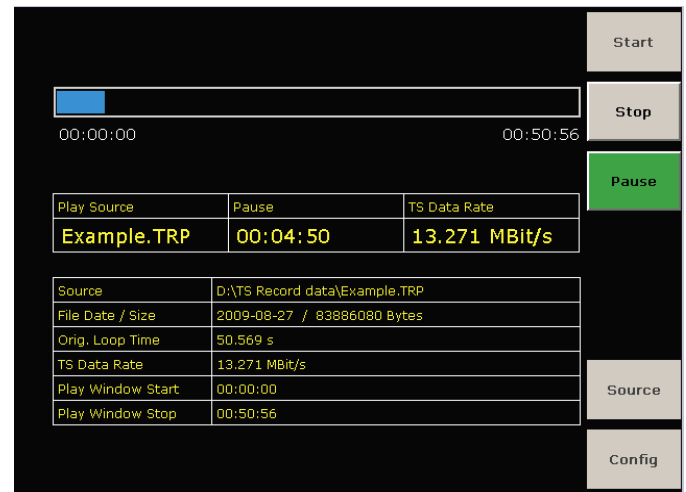 Start
Stop
00:00:00 00:50:56
Pause
Play Source Pause TS Data Rate
Example.TRP 00:04:50 13.271 MBit/s
Source D:\TS Record data\Example.TRP
File Date / Size 2009-08-27 / 83886080 Bytes
Orig. Loop Time 50.569 s
TS Data Rate 13.271 MBit/s
Play Window Start 00:00:00
Play Window Stop 00:50:56
Source
Config